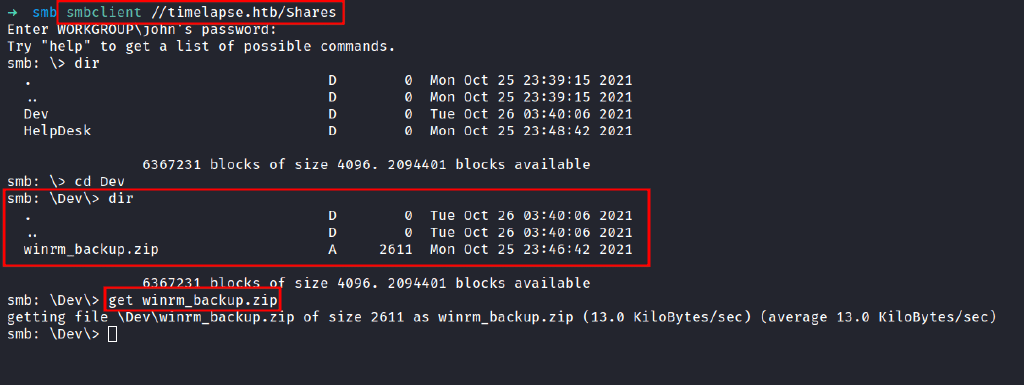 → smb smbclient //timelapse.htb/Shares
Enter WORKGROUP\john's password:
Try "help" to get a list of possible commands.
smb: \> dir
. D 0 Mon Oct 25 23:39:15 2021
.. D 0 Mon Oct 25 23:39:15 2021
Dev D 0 Tue Oct 26 03:40:06 2021
HelpDesk D 0 Mon Oct 25 23:48:42 2021
6367231 blocks of size 4096. 2094401 blocks available
smb: \> cd Dev
smb: \Dev\> dir
. D 0 Tue Oct 26 03:40:06 2021
.. D 0 Tue Oct 26 03:40:06 2021
winrm_backup.zip A 2611 Mon Oct 25 23:46:42 2021
6367231 blocks of size 4096. 2094401 blocks available
smb: \Dev\> get winrm_backup.zip
getting file \Dev\winrm_backup.zip of size 2611 as winrm_backup.zip (13.0 KiloBytes/sec) (average 13.0 KiloBytes/sec)
smb: \Dev\>